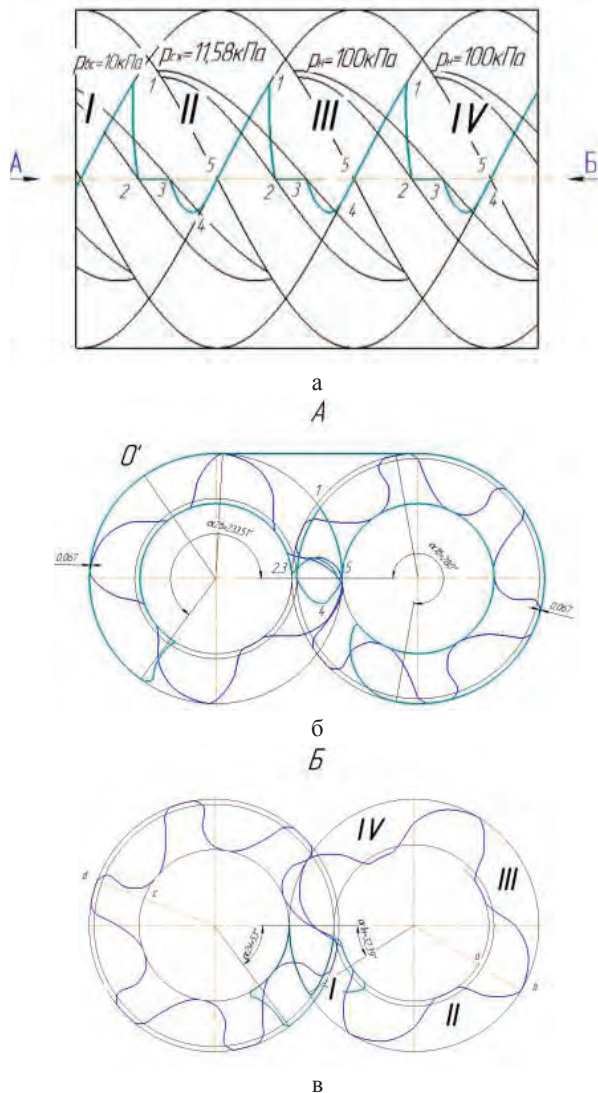 pвс=10кПа pсж=11,58кПа pн=100кПа pн=100кПа
I II III IV
1 1 1
А Б
5 5 5
2 3 2 3 2 3
4 4 4
а
А
O'
1
0,067
2,3 5
4
0,067
б
Б
IV
III
d
c
I
d
b
II
в